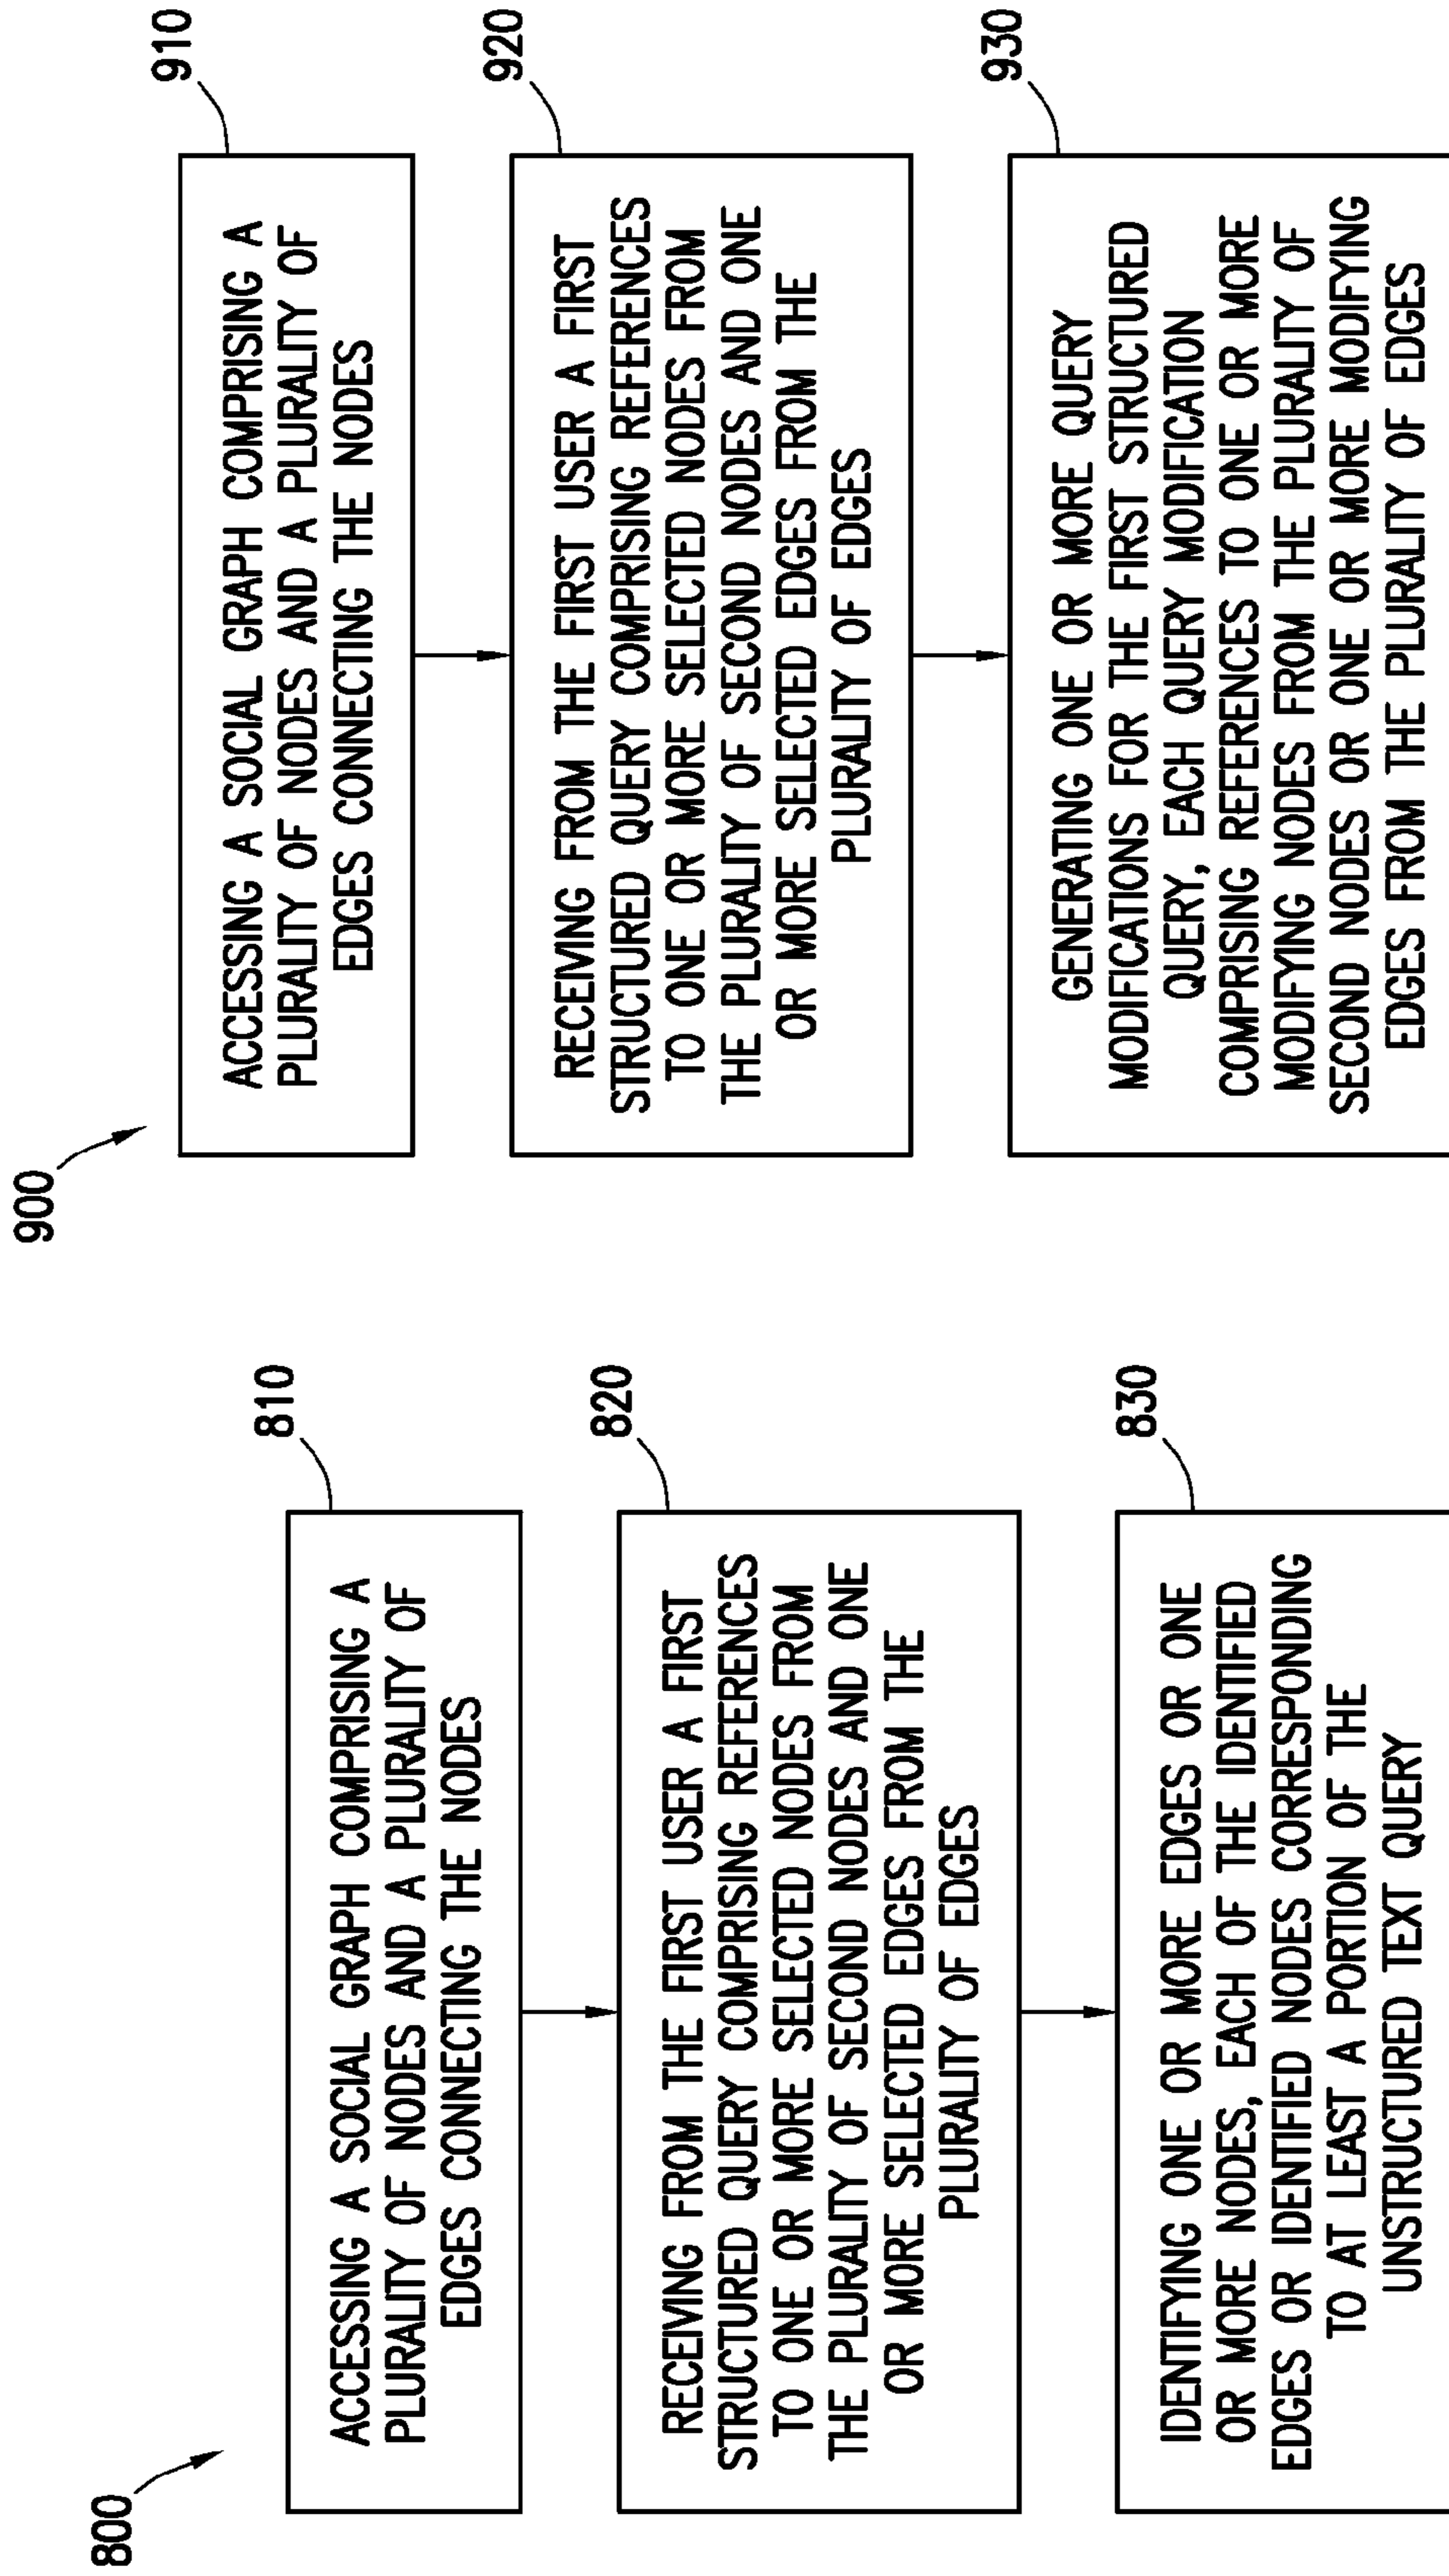 800
810
ACCESSING A SOCIAL GRAPH COMPRISING A
PLURALITY OF NODES AND A PLURALITY OF
EDGES CONNECTING THE NODES
820
RECEIVING FROM THE FIRST USER A FIRST
STRUCTURED QUERY COMPRISING REFERENCES
TO ONE OR MORE SELECTED NODES FROM
THE PLURALITY OF SECOND NODES AND ONE
OR MORE SELECTED EDGES FROM THE
PLURALITY OF EDGES
830
IDENTIFYING ONE OR MORE EDGES OR ONE
OR MORE NODES, EACH OF THE IDENTIFIED
EDGES OR IDENTIFIED NODES CORRESPONDING
TO AT LEAST A PORTION OF THE
UNSTRUCTURED TEXT QUERY
900
910
ACCESSING A SOCIAL GRAPH COMPRISING A
PLURALITY OF NODES AND A PLURALITY OF
EDGES CONNECTING THE NODES
920
RECEIVING FROM THE FIRST USER A FIRST
STRUCTURED QUERY COMPRISING REFERENCES
TO ONE OR MORE SELECTED NODES FROM
THE PLURALITY OF SECOND NODES AND ONE
OR MORE SELECTED EDGES FROM THE
PLURALITY OF EDGES
930
GENERATING ONE OR MORE QUERY
MODIFICATIONS FOR THE FIRST STRUCTURED
QUERY, EACH QUERY MODIFICATION
COMPRISING REFERENCES TO ONE OR MORE
MODIFYING NODES FROM THE PLURALITY OF
SECOND NODES OR ONE OR MORE MODIFYING
EDGES FROM THE PLURALITY OF EDGES